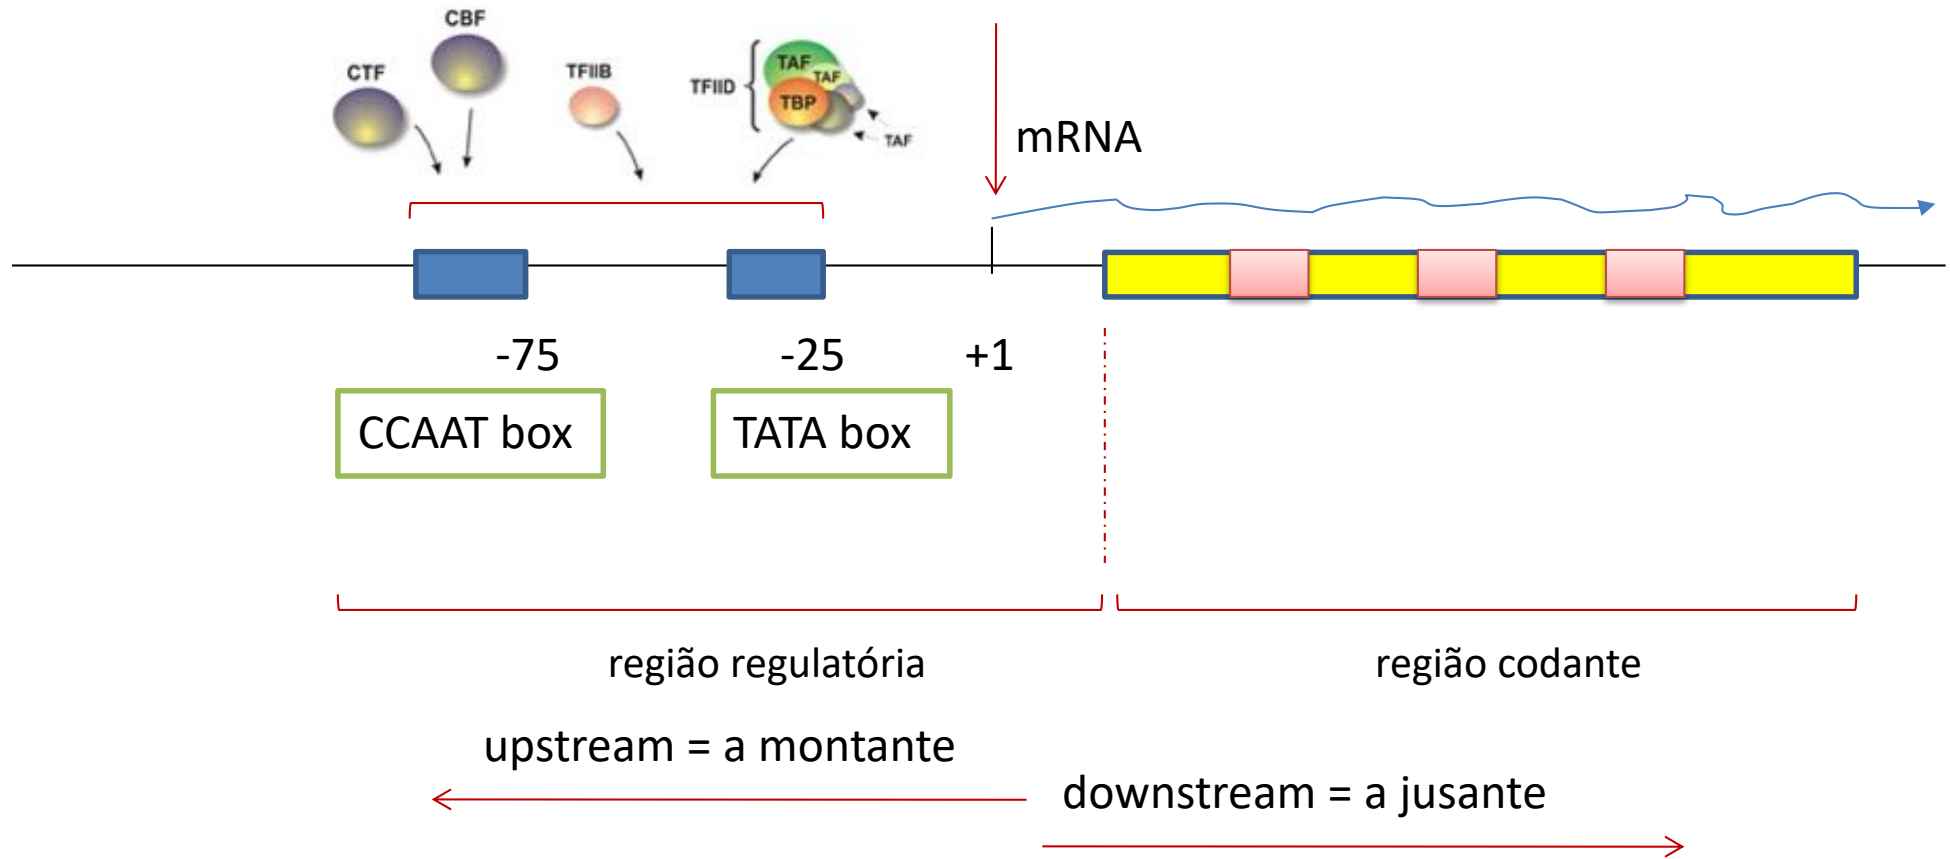 CBF
CTF
TFIIB
TFIID
TAF
TAF
TBP
TAF
mRNA
-75
-25
+1
CCAAT box
TATA box
região regulatória
região codante
upstream = a montante
downstream = a jusante